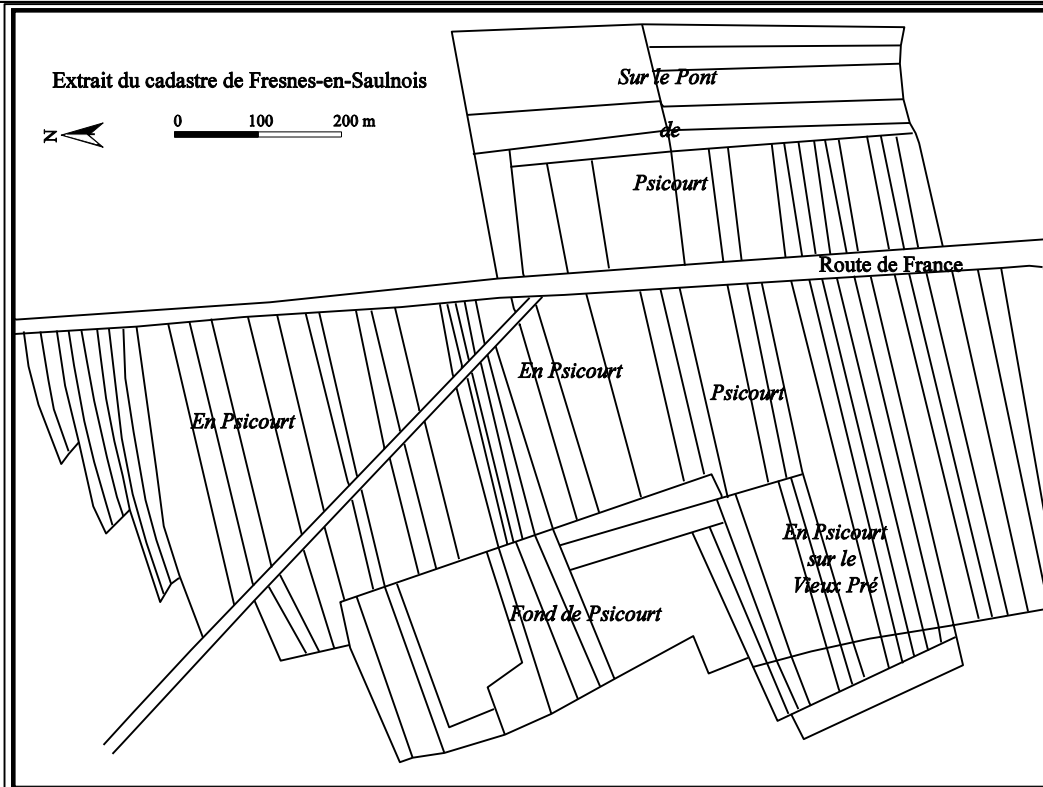 Extrait du cadastre de Fresnes-en-Saulnois
N
0 100 200 m
Sur le Pont
de
Psicourt
Route de France
En Psicourt
En Psicourt
Psicourt
En Psicourt
sur le
Vieux Pré
Fond de Psicourt